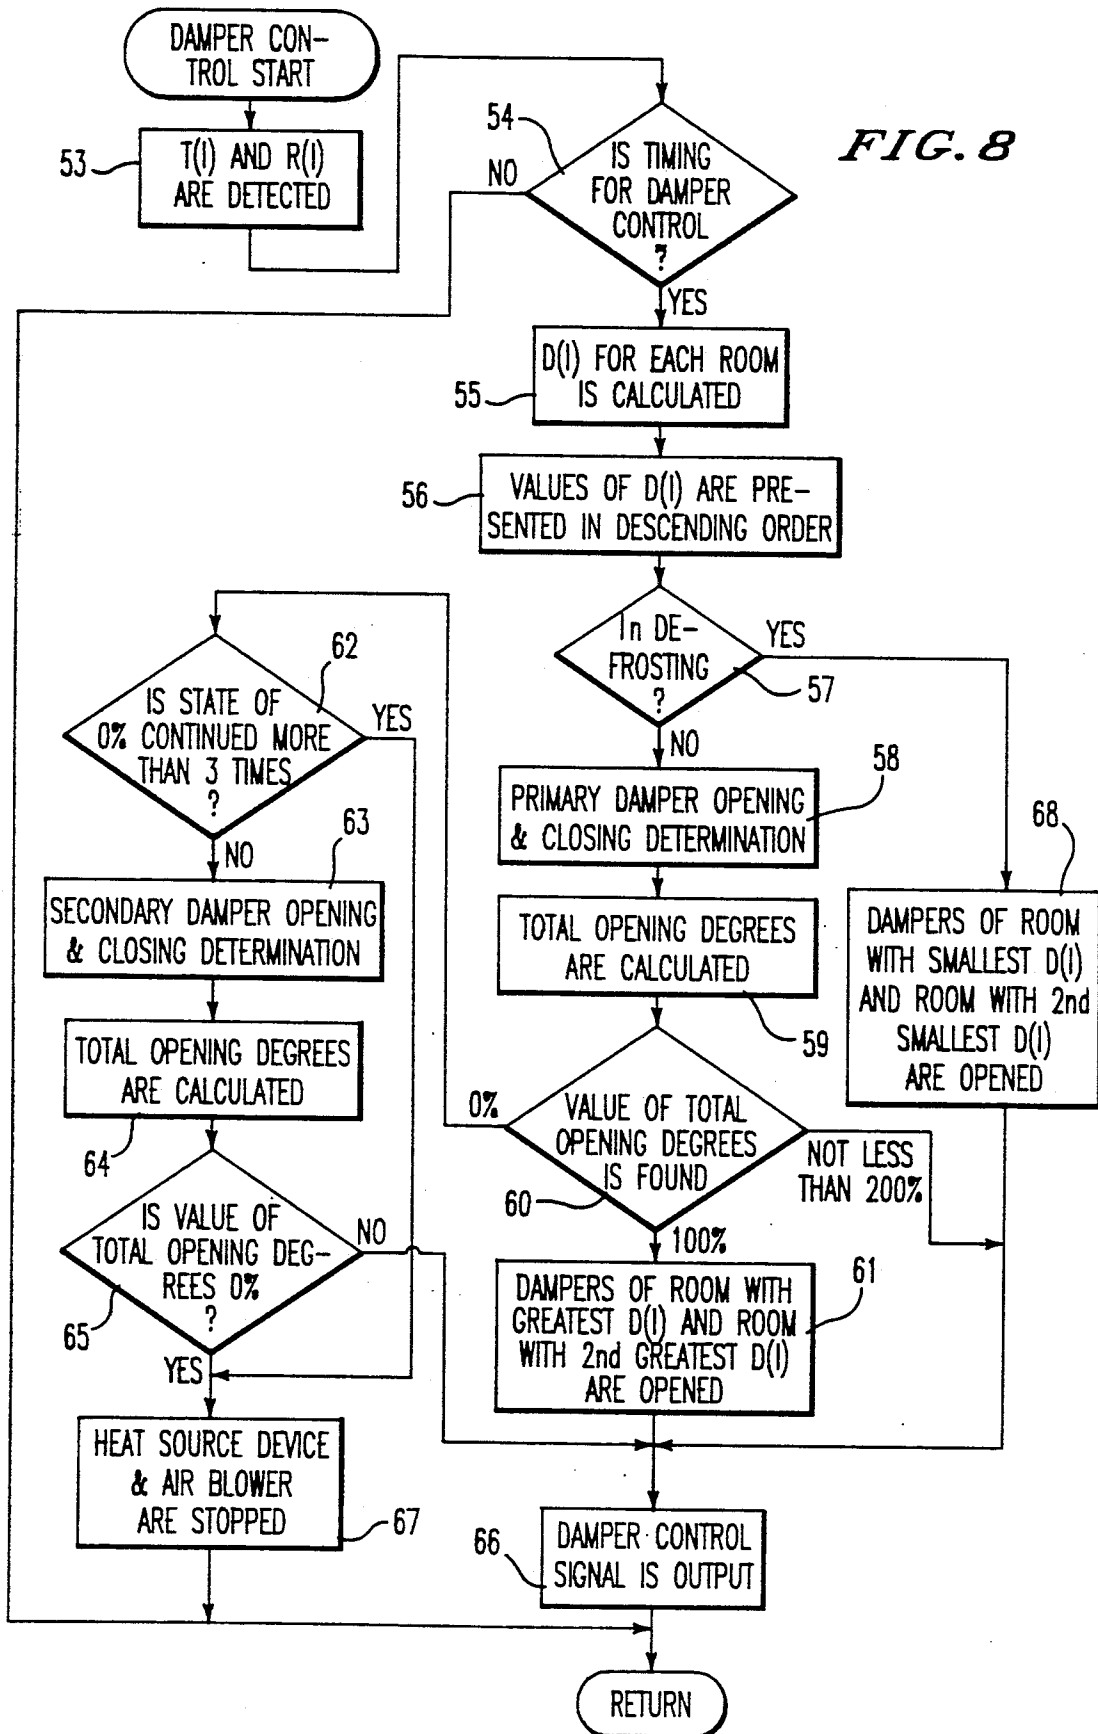 DAMPER CON-
TROL START
FIG. 8
53
T(I) AND R(I)
ARE DETECTED
54
IS TIMING
FOR DAMPER
CONTROL
?
NO
YES
55
D(I) FOR EACH ROOM
IS CALCULATED
56
VALUES OF D(I) ARE PRE-
SENTED IN DESCENDING ORDER
In DE-
FROSTING
?
57
YES
NO
58
PRIMARY DAMPER OPENING
& CLOSING DETERMINATION
TOTAL OPENING DEGREES
ARE CALCULATED
59
VALUE OF TOTAL
OPENING DEGREES
IS FOUND
60
0%
100%
NOT LESS
THAN 200%
61
DAMPERS OF ROOM WITH
GREATEST D(I) AND ROOM
WITH 2nd GREATEST D(I)
ARE OPENED
68
DAMPERS OF ROOM
WITH SMALLEST D(I)
AND ROOM WITH 2nd
SMALLEST D(I)
ARE OPENED
62
IS STATE OF
0% CONTINUED MORE
THAN 3 TIMES
?
YES
NO
63
SECONDARY DAMPER OPENING
& CLOSING DETERMINATION
TOTAL OPENING DEGREES
ARE CALCULATED
64
IS VALUE OF
TOTAL OPENING DEG-
REES 0%
?
65
NO
YES
HEAT SOURCE DEVICE
& AIR BLOWER
ARE STOPPED
67
66
DAMPER CONTROL
SIGNAL IS OUTPUT
RETURN